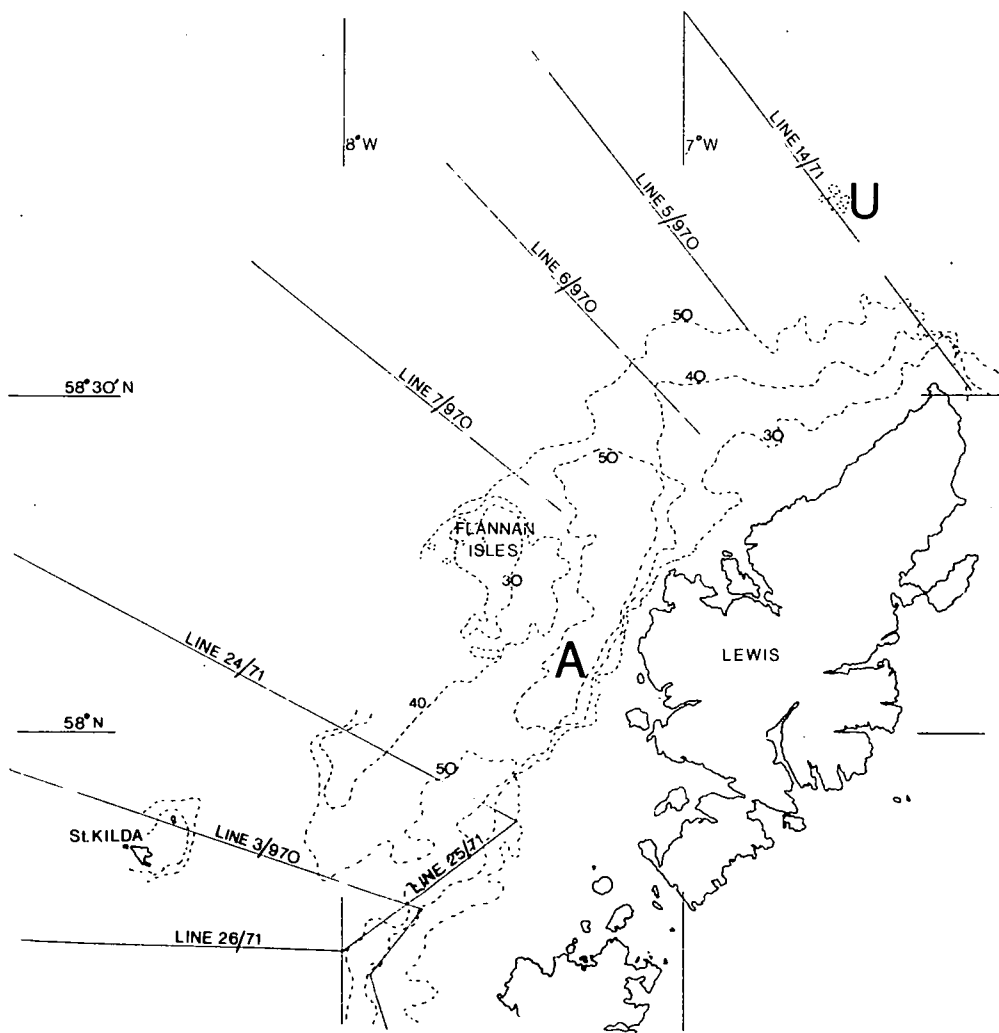 8°W
7°W
LINE 14/71
U
LINE 5/970
LINE 6/970
50
LINE 7/970
58°30'N
40
30
50
FLANNAN
ISLES
30
A
LEWIS
LINE 24/71
40
58°N
50
St.KILDA
LINE 3/970
LINE 25/71
LINE 26/71